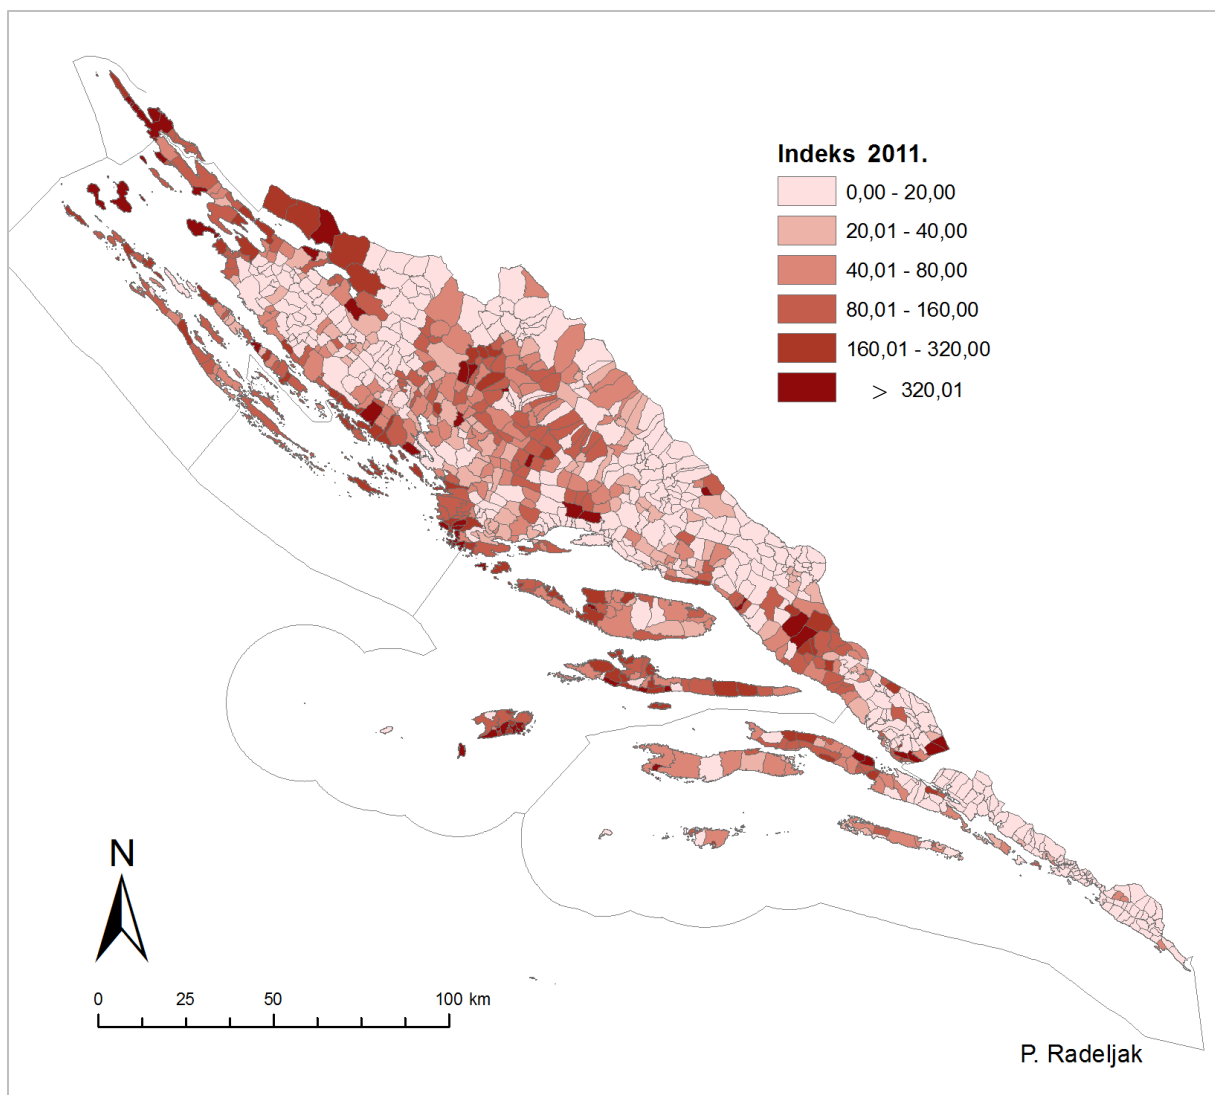 Indeks 2011.
0,00 - 20,00
20,01 - 40,00
40,01 - 80,00
80,01 - 160,00
160,01 - 320,00
> 320,01
N
0 25 50 100 km
P. Radeljak